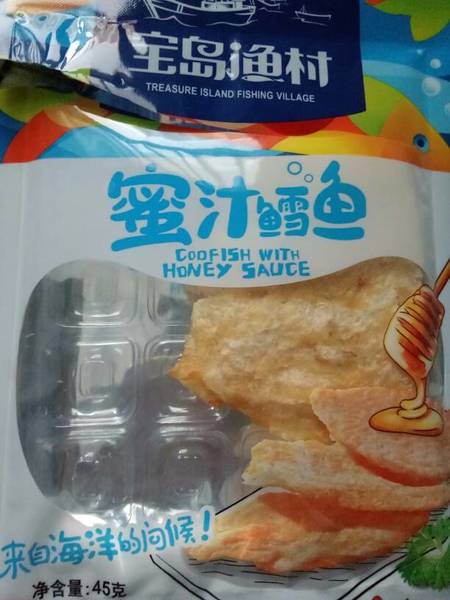 宝岛渔村
TREASURE ISLAND FISHING VILLAGE
蜜汁鳕鱼
CODFISH WITH
HONEY SAUCE
来自海洋的问候!
净含量:45克